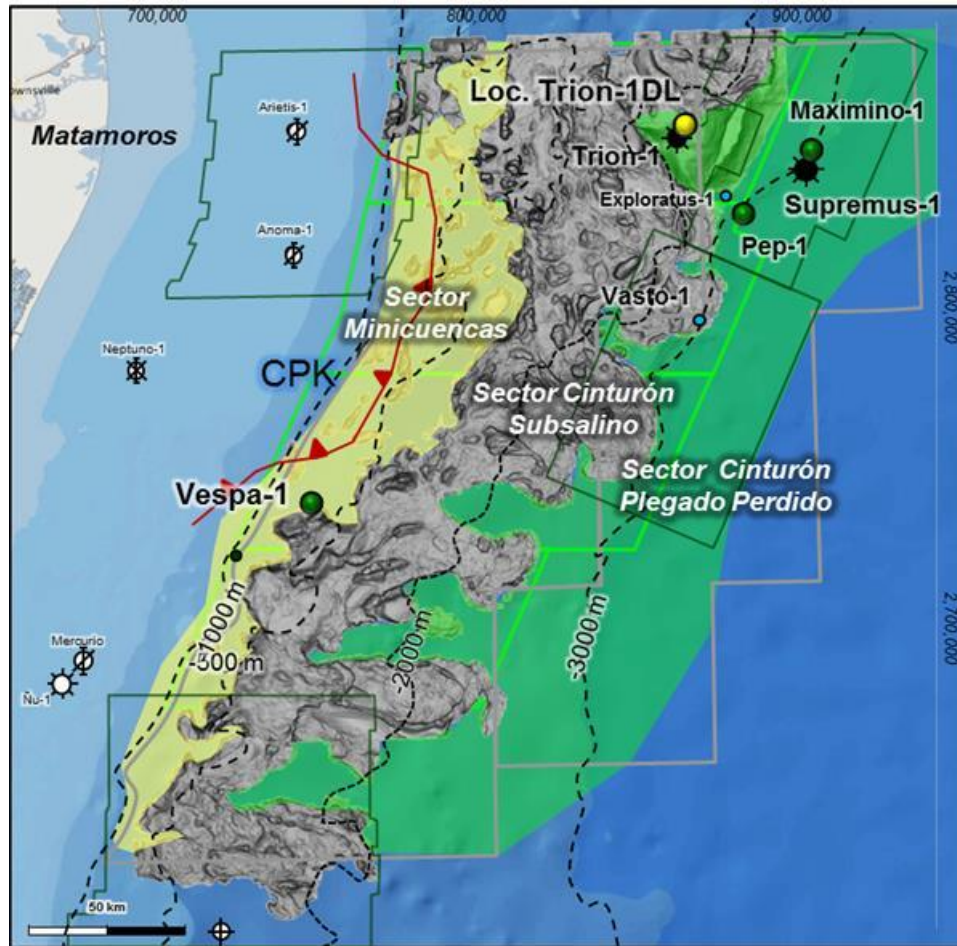 700,000
800,000
900,000
ownsville
Arietis-1
Matamoros
Loc. Trion-1DL
Maximino-1
Trion-1
Exploratus-1
Supremus-1
Anoma-1
Pep-1
Sector
Minicuencas
Vasto-1
2,800,000
Neptuno-1
CPK
Sector Cinturón
Subsalino
Sector Cinturón
Plegado Perdido
Vespa-1
-1000 m
-500 m
-2000 m
-3000 m
2,700,000
Mercurio
Ñu-1
50 km